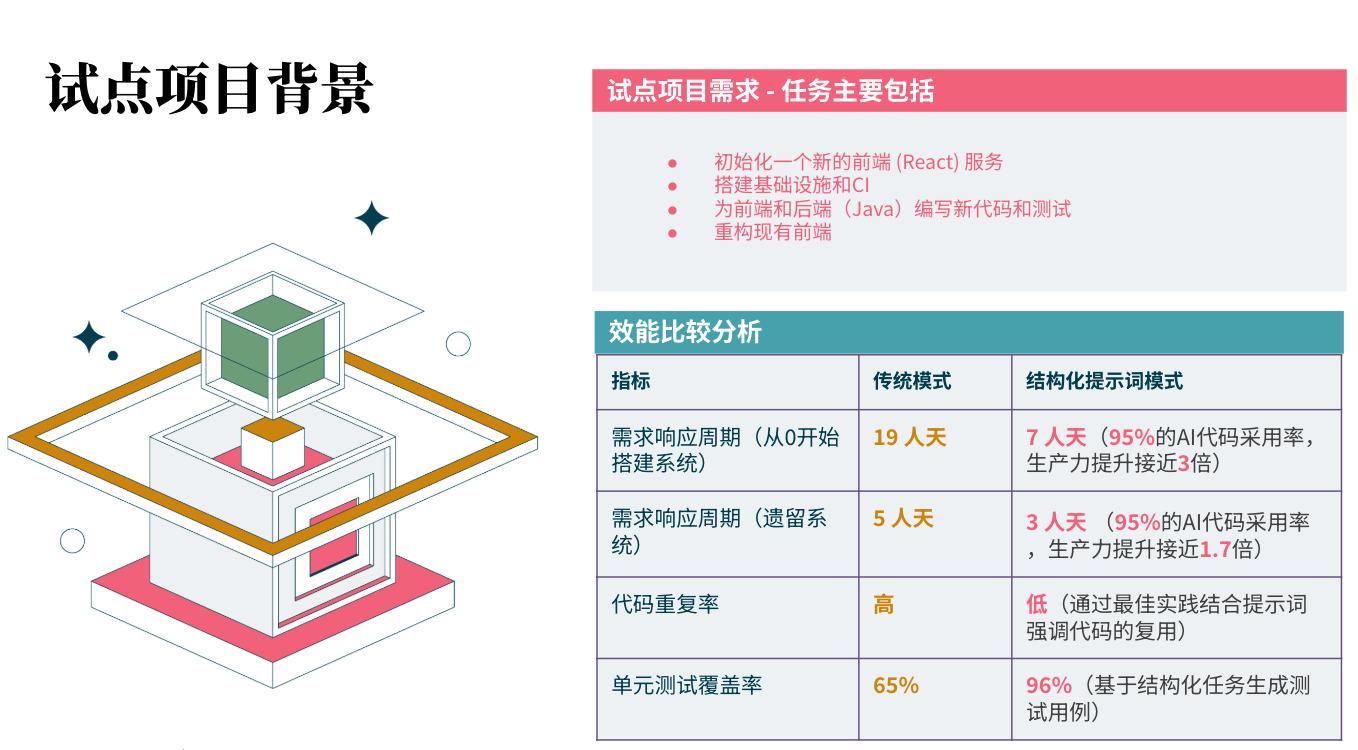 试点项目背景
试点项目需求 - 任务主要包括
● 初始化一个新的前端 (React) 服务
● 搭建基础设施和CI
● 为前端和后端（Java）编写新代码和测试
● 重构现有前端
效能比较分析
指标
传统模式
结构化提示词模式
需求响应周期（从0开始
搭建系统）
19 人天
7 人天（95%的AI代码采用率，
生产力提升接近3倍）
需求响应周期（遗留系
统）
5 人天
3 人天 （95%的AI代码采用率
，生产力提升接近1.7倍）
代码重复率
高
低（通过最佳实践结合提示词
强调代码的复用）
单元测试覆盖率
65%
96%（基于结构化任务生成测
试用例）